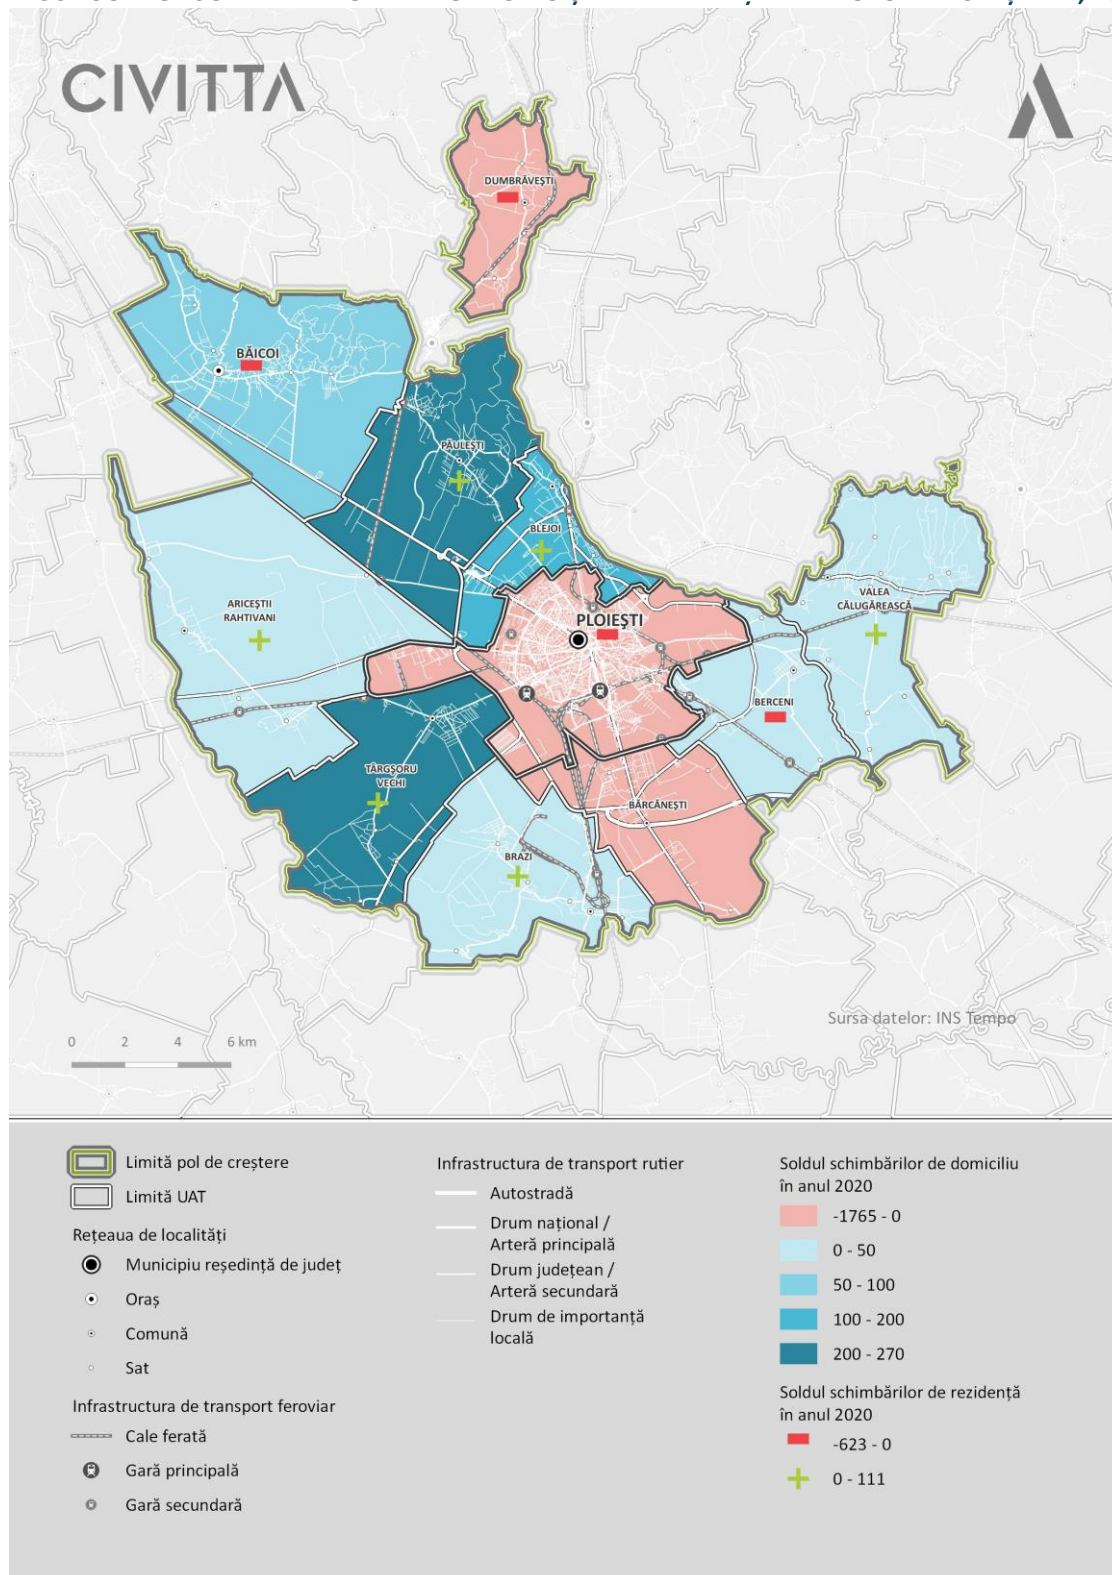 CIVITTA
DUMBRĂVEȘTI
BĂICOI
PĂULEȘTI
BLEJOI
ARICEȘTII
RAHTIVANI
PLOIEȘTI
VALEA
CĂLUGĂREASCĂ
BERCENI
TÂRGȘORU
VECHI
BĂRCĂNEȘTI
BRAZI
Sursa datelor: INS Tempo
0 2 4 6 km
Limită pol de creștere
Limită UAT
Rețeaua de localități
Municipiu reședință de județ
Oraș
Comună
Sat
Infrastructura de transport feroviar
Cale ferată
Gară principală
Gară secundară
Infrastructura de transport rutier
Autostradă
Drum național /
Arteră principală
Drum județean /
Arteră secundară
Drum de importanță
locală
Soldul schimbărilor de domiciliu
în anul 2020
-1765 - 0
0 - 50
50 - 100
100 - 200
200 - 270
Soldul schimbărilor de rezidență
în anul 2020
-623 - 0
0 - 111